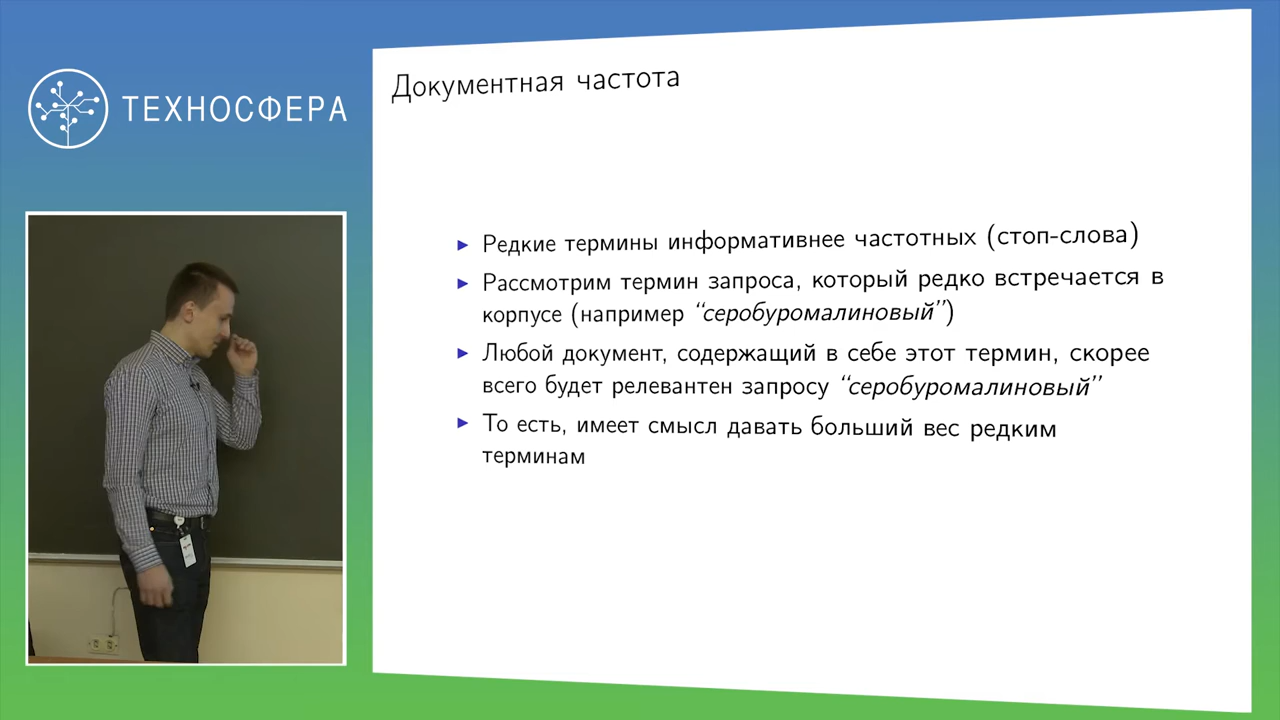 ТЕХНОСФЕРА
Документная частота
Редкие термины информативнее частотных (стоп-слова)
Рассмотрим термин запроса, который редко встречается в
корпусе (например “серобуромалиновый”)
Любой документ, содержащий в себе этот термин, скорее
всего будет релевантен запросу “серобуромалиновый”
То есть, имеет смысл давать больший вес редким
терминам